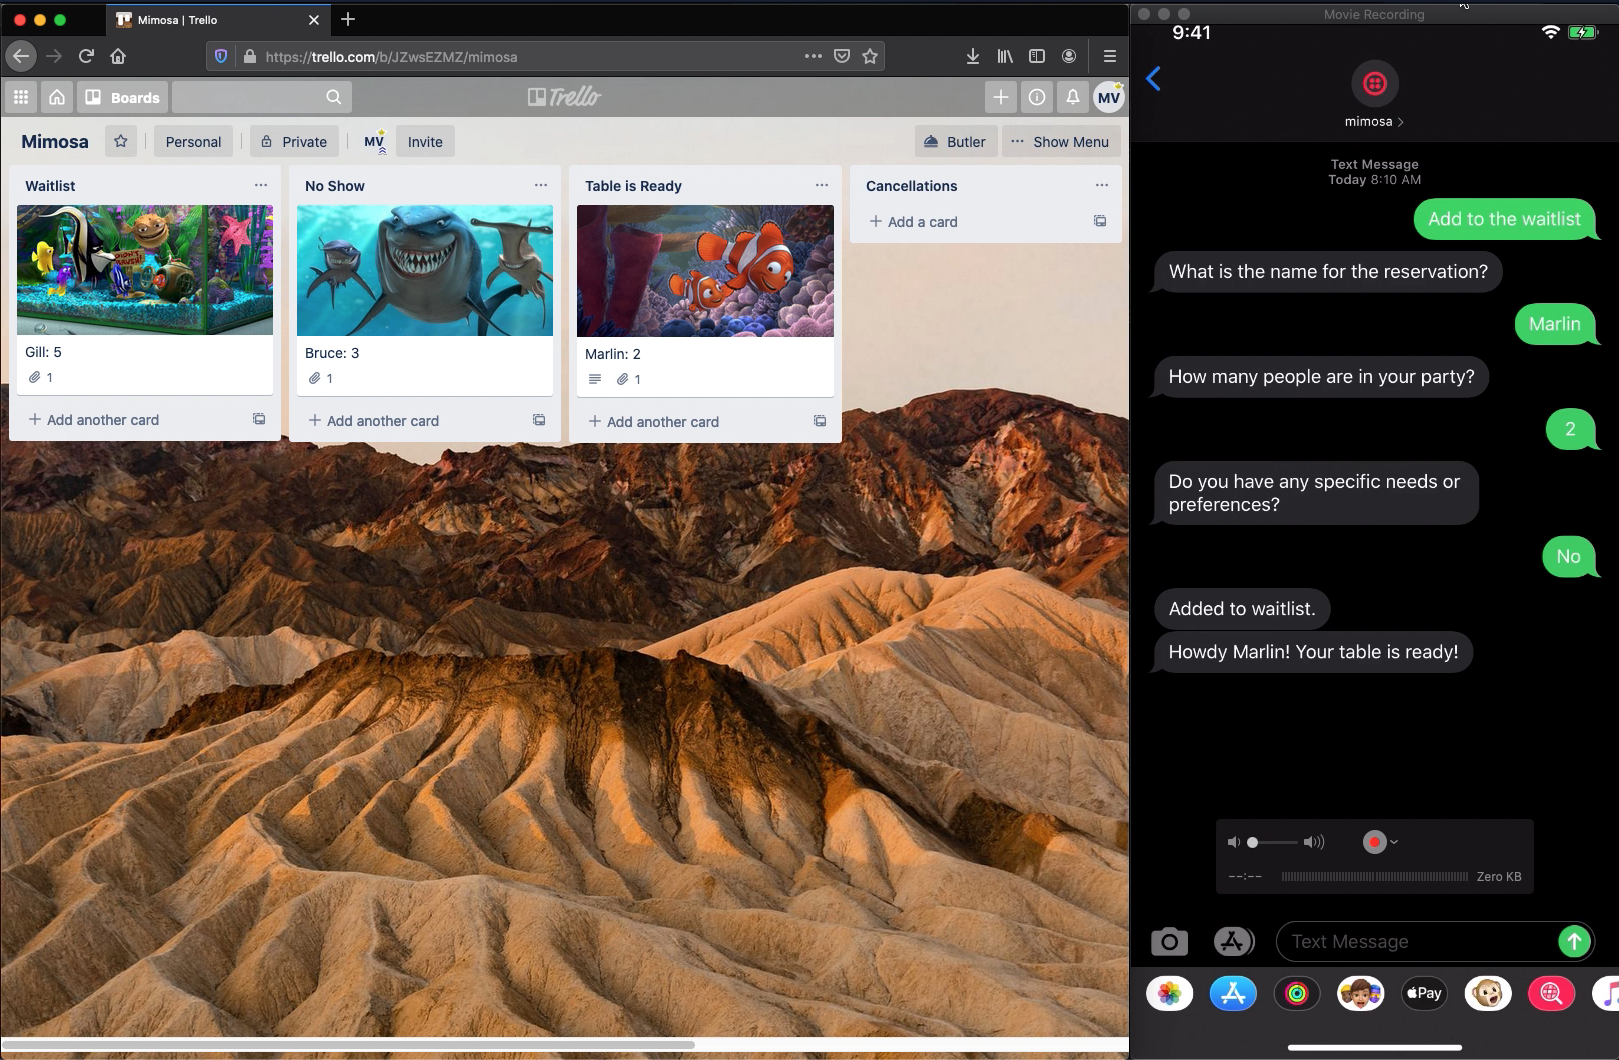 Mimosa | Trello
https://trello.com/b/JZwsEZMZ/mimosa
Boards
Trello
MV
Mimosa
Personal
Private
MV
Invite
Butler
Show Menu
Waitlist
Gill: 5
1
Add another card
No Show
Bruce: 3
1
Add another card
Table is Ready
Marlin: 2
1
Add another card
Cancellations
Add a card
Movie Recording
9:41
mimosa
Text Message
Today 8:10 AM
Add to the waitlist
What is the name for the reservation?
Marlin
How many people are in your party?
2
Do you have any specific needs or
preferences?
No
Added to waitlist.
Howdy Marlin! Your table is ready!
--:--
Zero KB
Text Message
Pay